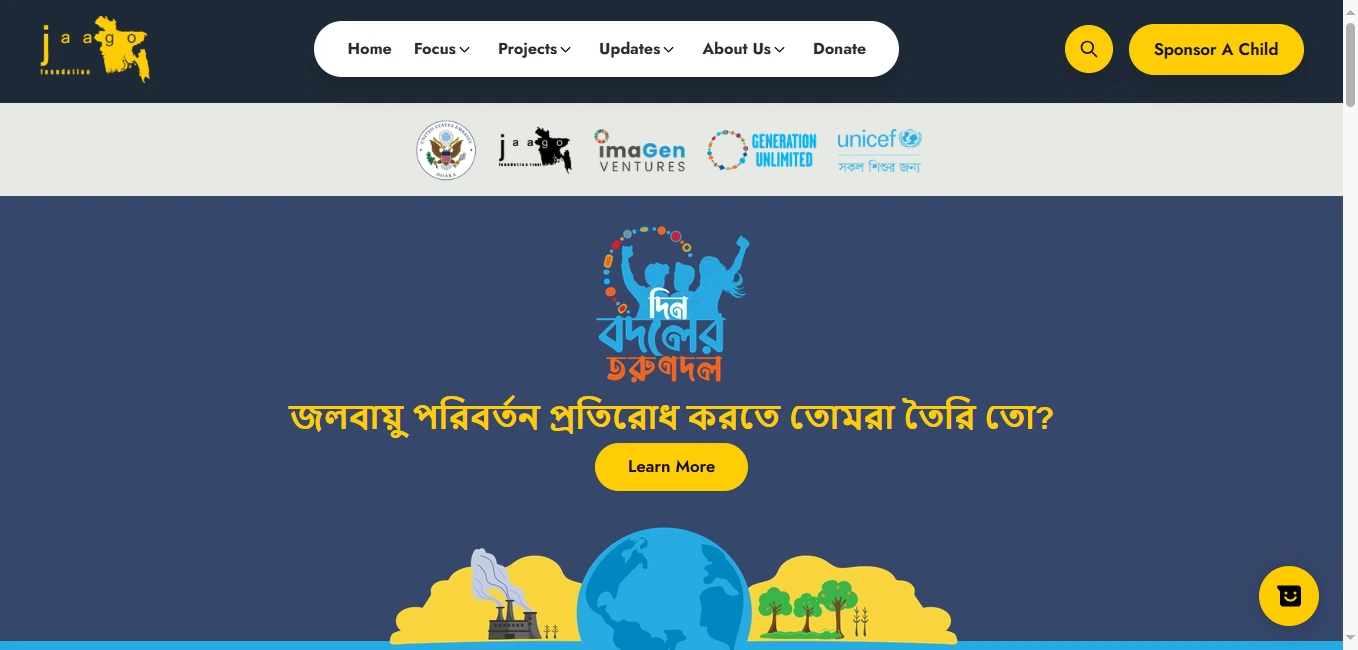 j a a g o
foundation
Home
Focus
Projects
Updates
About Us
Donate
Sponsor A Child
UNITED STATES EMBASSY
DHAKA
j a a g o
foundation trust
imaGen
VENTURES
GENERATION
UNLIMITED
unicef
সকল শিশুর জন্য
দিন
বদলের
তরুণদল
জলবায়ু পরিবর্তন প্রতিরোধ করতে তোমরা তৈরি তো?
Learn More